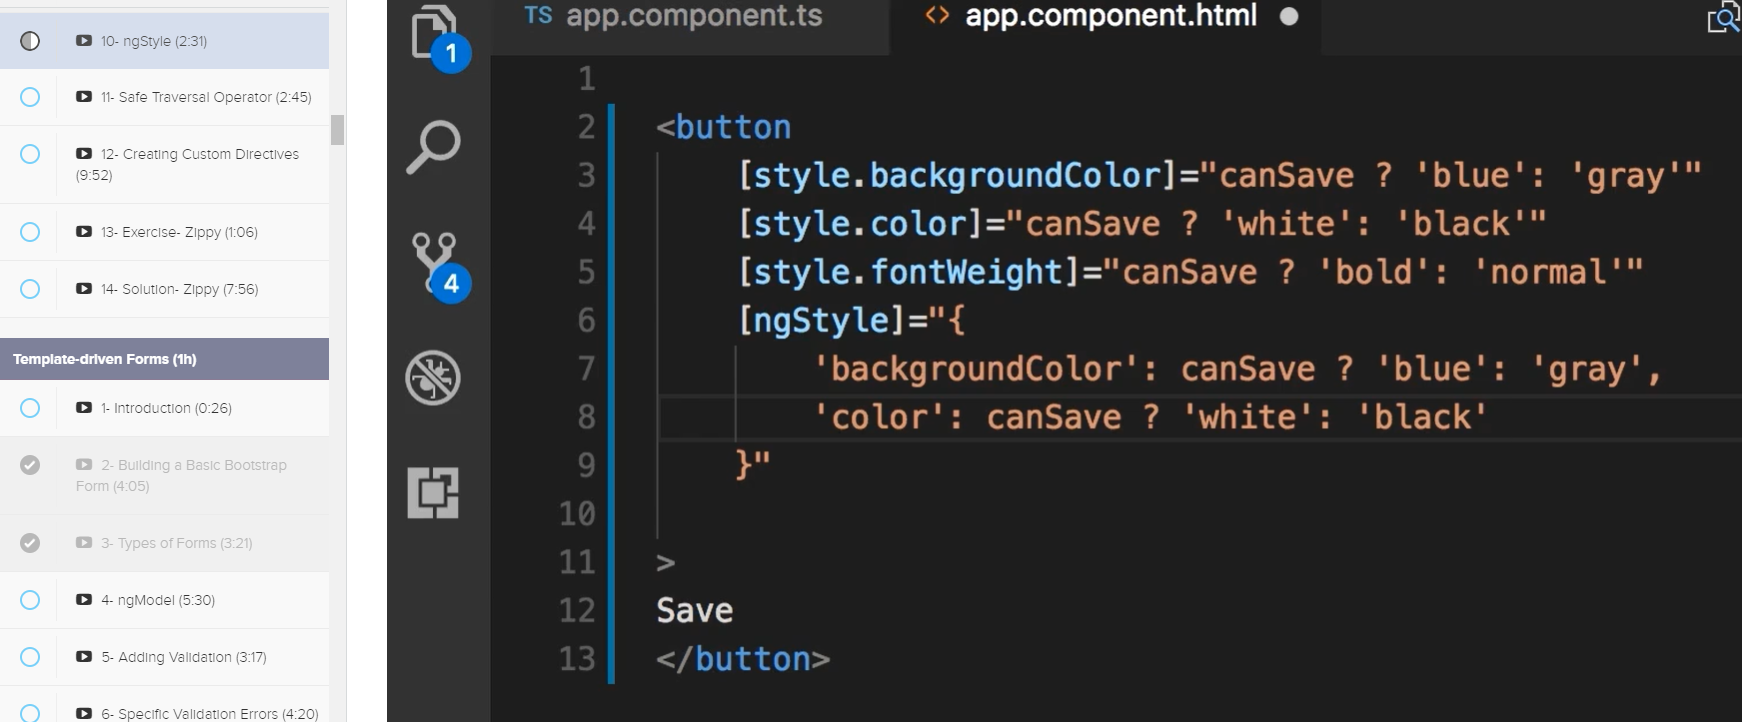 10- ngStyle (2:31)
11- Safe Traversal Operator (2:45)
12- Creating Custom Directives
(9:52)
13- Exercise- Zippy (1:06)
14- Solution- Zippy (7:56)
Template-driven Forms (1h)
1- Introduction (0:26)
2- Building a Basic Bootstrap
Form (4:05)
3- Types of Forms (3:21)
4- ngModel (5:30)
5- Adding Validation (3:17)
6- Specific Validation Errors (4:20)
1
4
TS app.component.ts
<> app.component.html
1
2 <button
3 [style.backgroundColor]="canSave ? 'blue': 'gray'"
4 [style.color]="canSave ? 'white': 'black'"
5 [style.fontWeight]="canSave ? 'bold': 'normal'"
6 [ngStyle]="{
7 'backgroundColor': canSave ? 'blue': 'gray',
8 'color': canSave ? 'white': 'black'
9 }"
10
11 >
12 Save
13 </button>